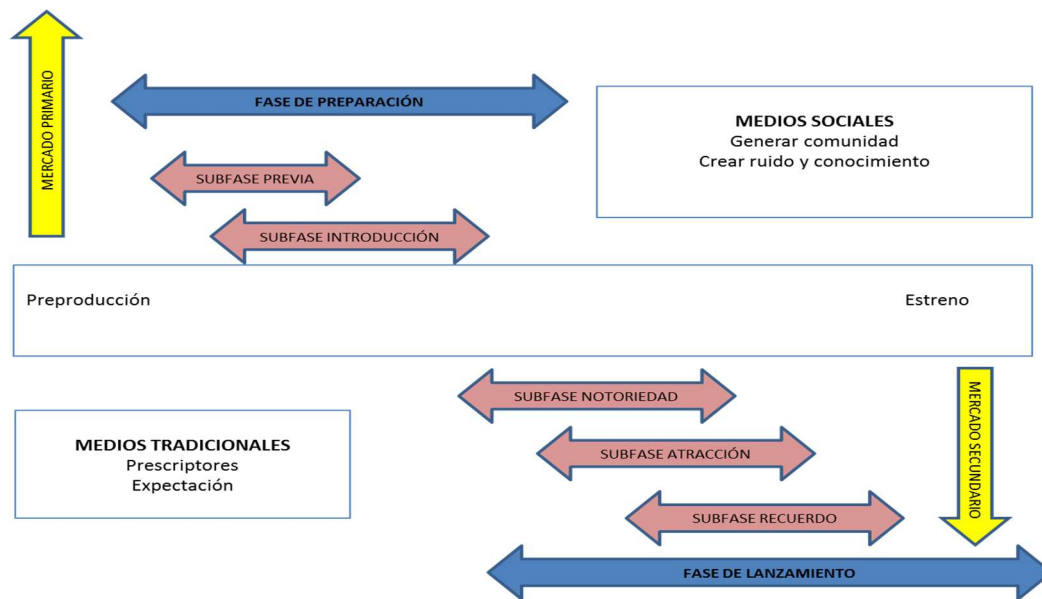 MERCADO PRIMARIO
FASE DE PREPARACIÓN
MEDIOS SOCIALES
Generar comunidad
Crear ruido y conocimiento
SUBFASE PREVIA
SUBFASE INTRODUCCIÓN
Preproducción
Estreno
SUBFASE NOTORIEDAD
MERCADO SECUNDARIO
MEDIOS TRADICIONALES
Prescriptores
Expectación
SUBFASE ATRACCIÓN
SUBFASE RECUERDO
FASE DE LANZAMIENTO